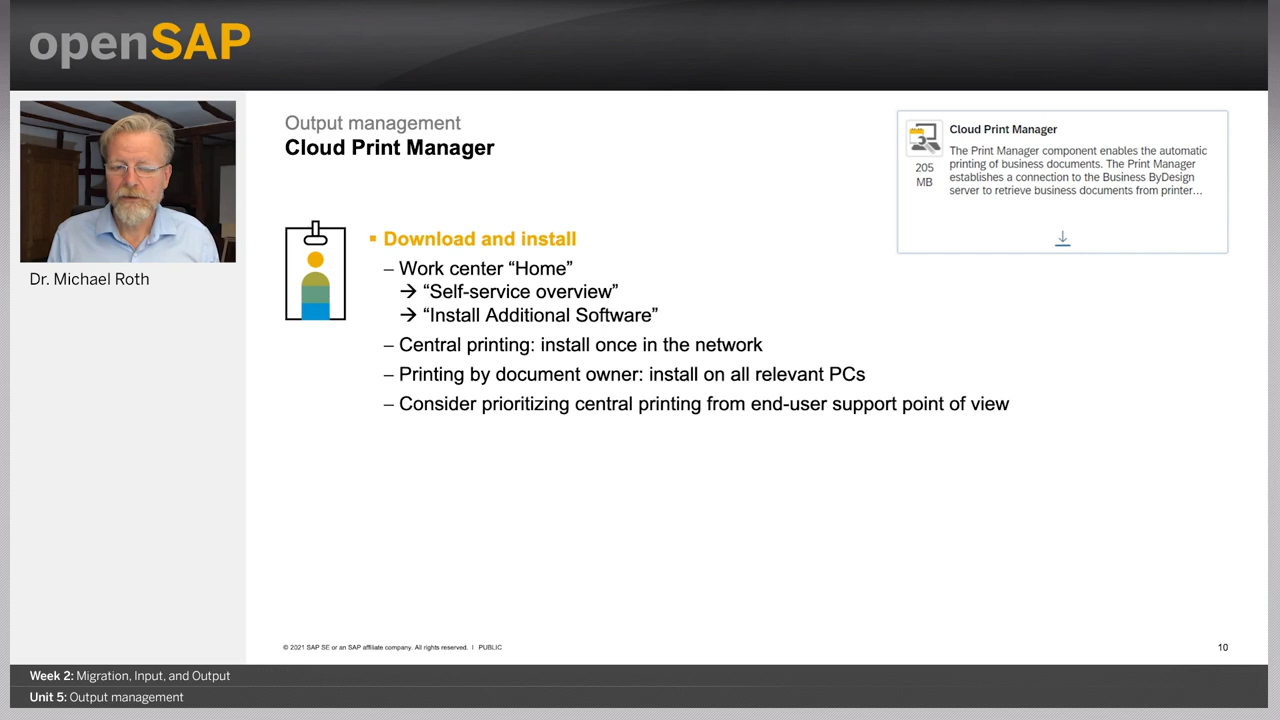 openSAP
Dr. Michael Roth
Output management
Cloud Print Manager
▪ Download and install
– Work center “Home”
→ “Self-service overview”
→ “Install Additional Software”
– Central printing: install once in the network
– Printing by document owner: install on all relevant PCs
– Consider prioritizing central printing from end-user support point of view
Cloud Print Manager
205
MB
The Print Manager component enables the automatic
printing of business documents. The Print Manager
establishes a connection to the Business ByDesign
server to retrieve business documents from printer...
© 2021 SAP SE or an SAP affiliate company. All rights reserved. I PUBLIC
10
Week 2: Migration, Input, and Output
Unit 5: Output management